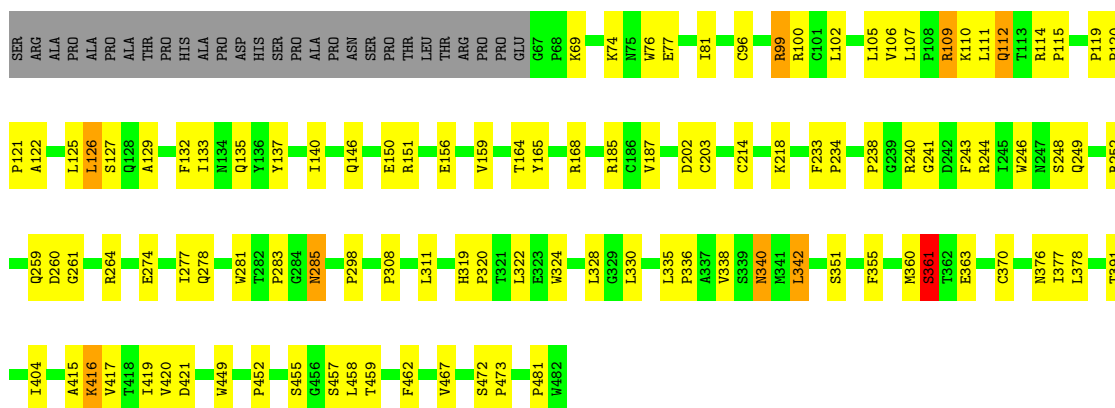 SER ARG ALA PRO ALA PRO ALA THR PRO HIS ALA PRO ASP HIS SER PRO ALA PRO ASN SER PRO THR LEU THR ARG PRO PRO GLU G67 P68 K69 K74 N75 W76 E77 I81 C96 R99 R100 C101 L102 L105 V106 L107 P108 R109 K110 L111 Q112 T113 R114 P115 P119
P121 A122 L125 L126 S127 Q128 A129 F132 I133 N134 Q135 Y136 Y137 I140 Q146 E150 R151 E156 V159 T164 Y165 R168 R185 C186 V187 D202 C203 C214 K218 F233 P234 P238 G239 R240 G241 D242 F243 R244 I245 W246 N247 S248 Q249
Q259 D260 G261 R264 E274 I277 Q278 W281 T282 P283 G284 N285 P298 P308 L311 H319 P320 T321 L322 E323 W324 L328 G329 L330 L335 P336 A337 V338 S339 N340 M341 L342 S351 F355 M360 S361 T362 E363 C370 N376 I377 L378
I404 A415 K416 V417 T418 I419 V420 D421 W449 P452 S455 G456 S457 L458 T459 F462 V467 S472 P473 P481 W482